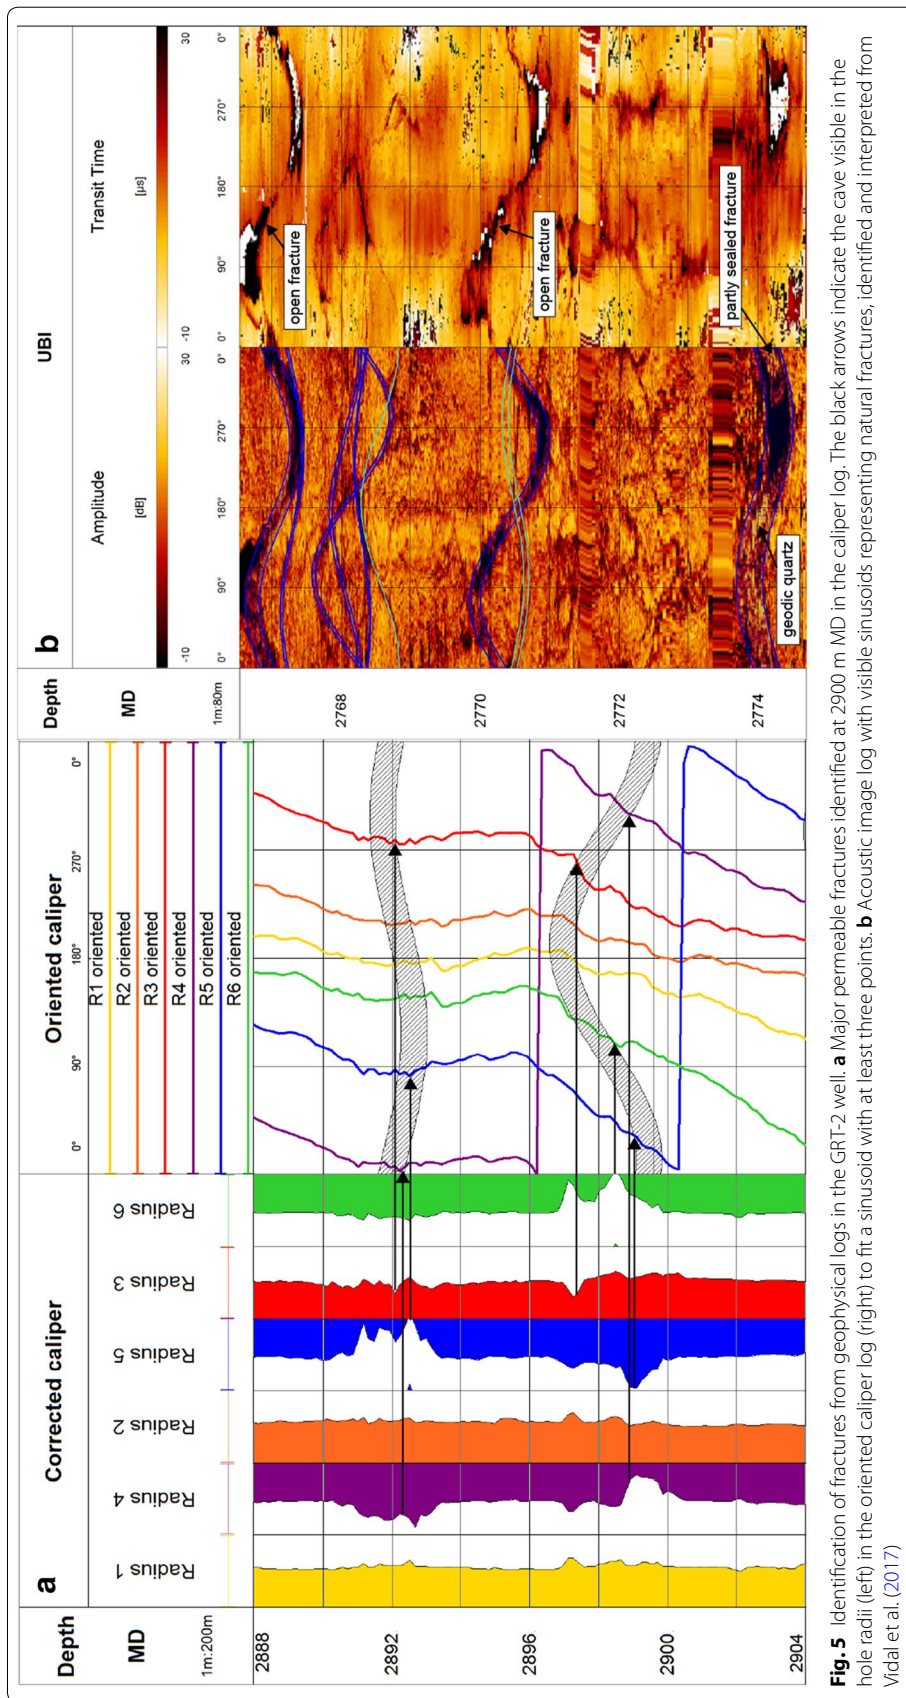 a
Corrected caliper
Oriented caliper
Depth
MD
1m:200m
Radius 1
Radius 4
Radius 2
Radius 5
Radius 3
Radius 6
0°
90°
180°
270°
0°
R1 oriented
R2 oriented
R3 oriented
R4 oriented
R5 oriented
R6 oriented
2888
2892
2896
2900
2904
b
UBI
Depth
MD
1m:80m
Amplitude
[dB]
-10
30
Transit Time
[µs]
-10
30
0°
90°
180°
270°
0°
0°
90°
180°
270°
0°
2768
2770
2772
2774
open fracture
open fracture
partly sealed fracture
geodic quartz
Fig. 5 Identification of fractures from geophysical logs in the GRT-2 well. a Major permeable fractures identified at 2900 m MD in the caliper log. The black arrows indicate the cave visible in the
hole radii (left) in the oriented caliper log (right) to fit a sinusoid with at least three points. b Acoustic image log with visible sinusoids representing natural fractures, identified and interpreted from
Vidal et al. (2017)